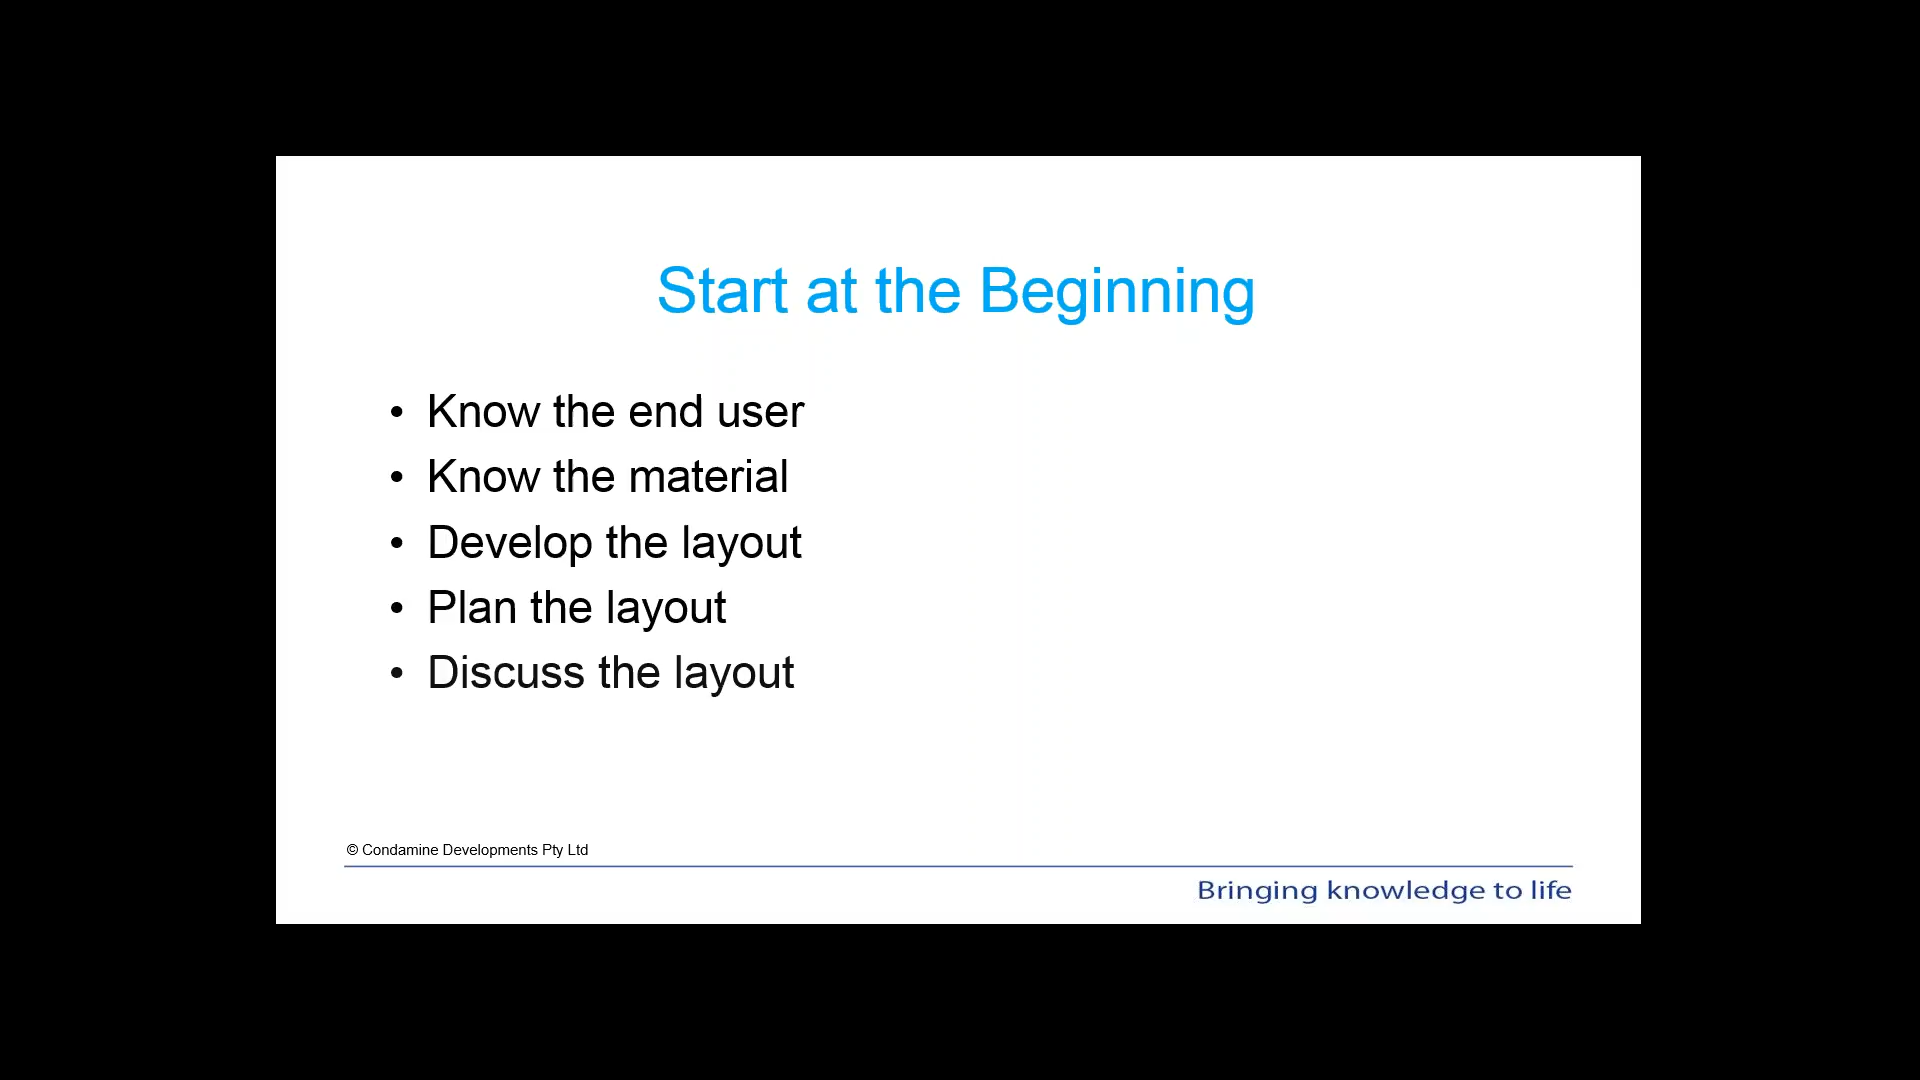 Start at the Beginning
• Know the end user
• Know the material
• Develop the layout
• Plan the layout
• Discuss the layout
© Condamine Developments Pty Ltd
Bringing knowledge to life